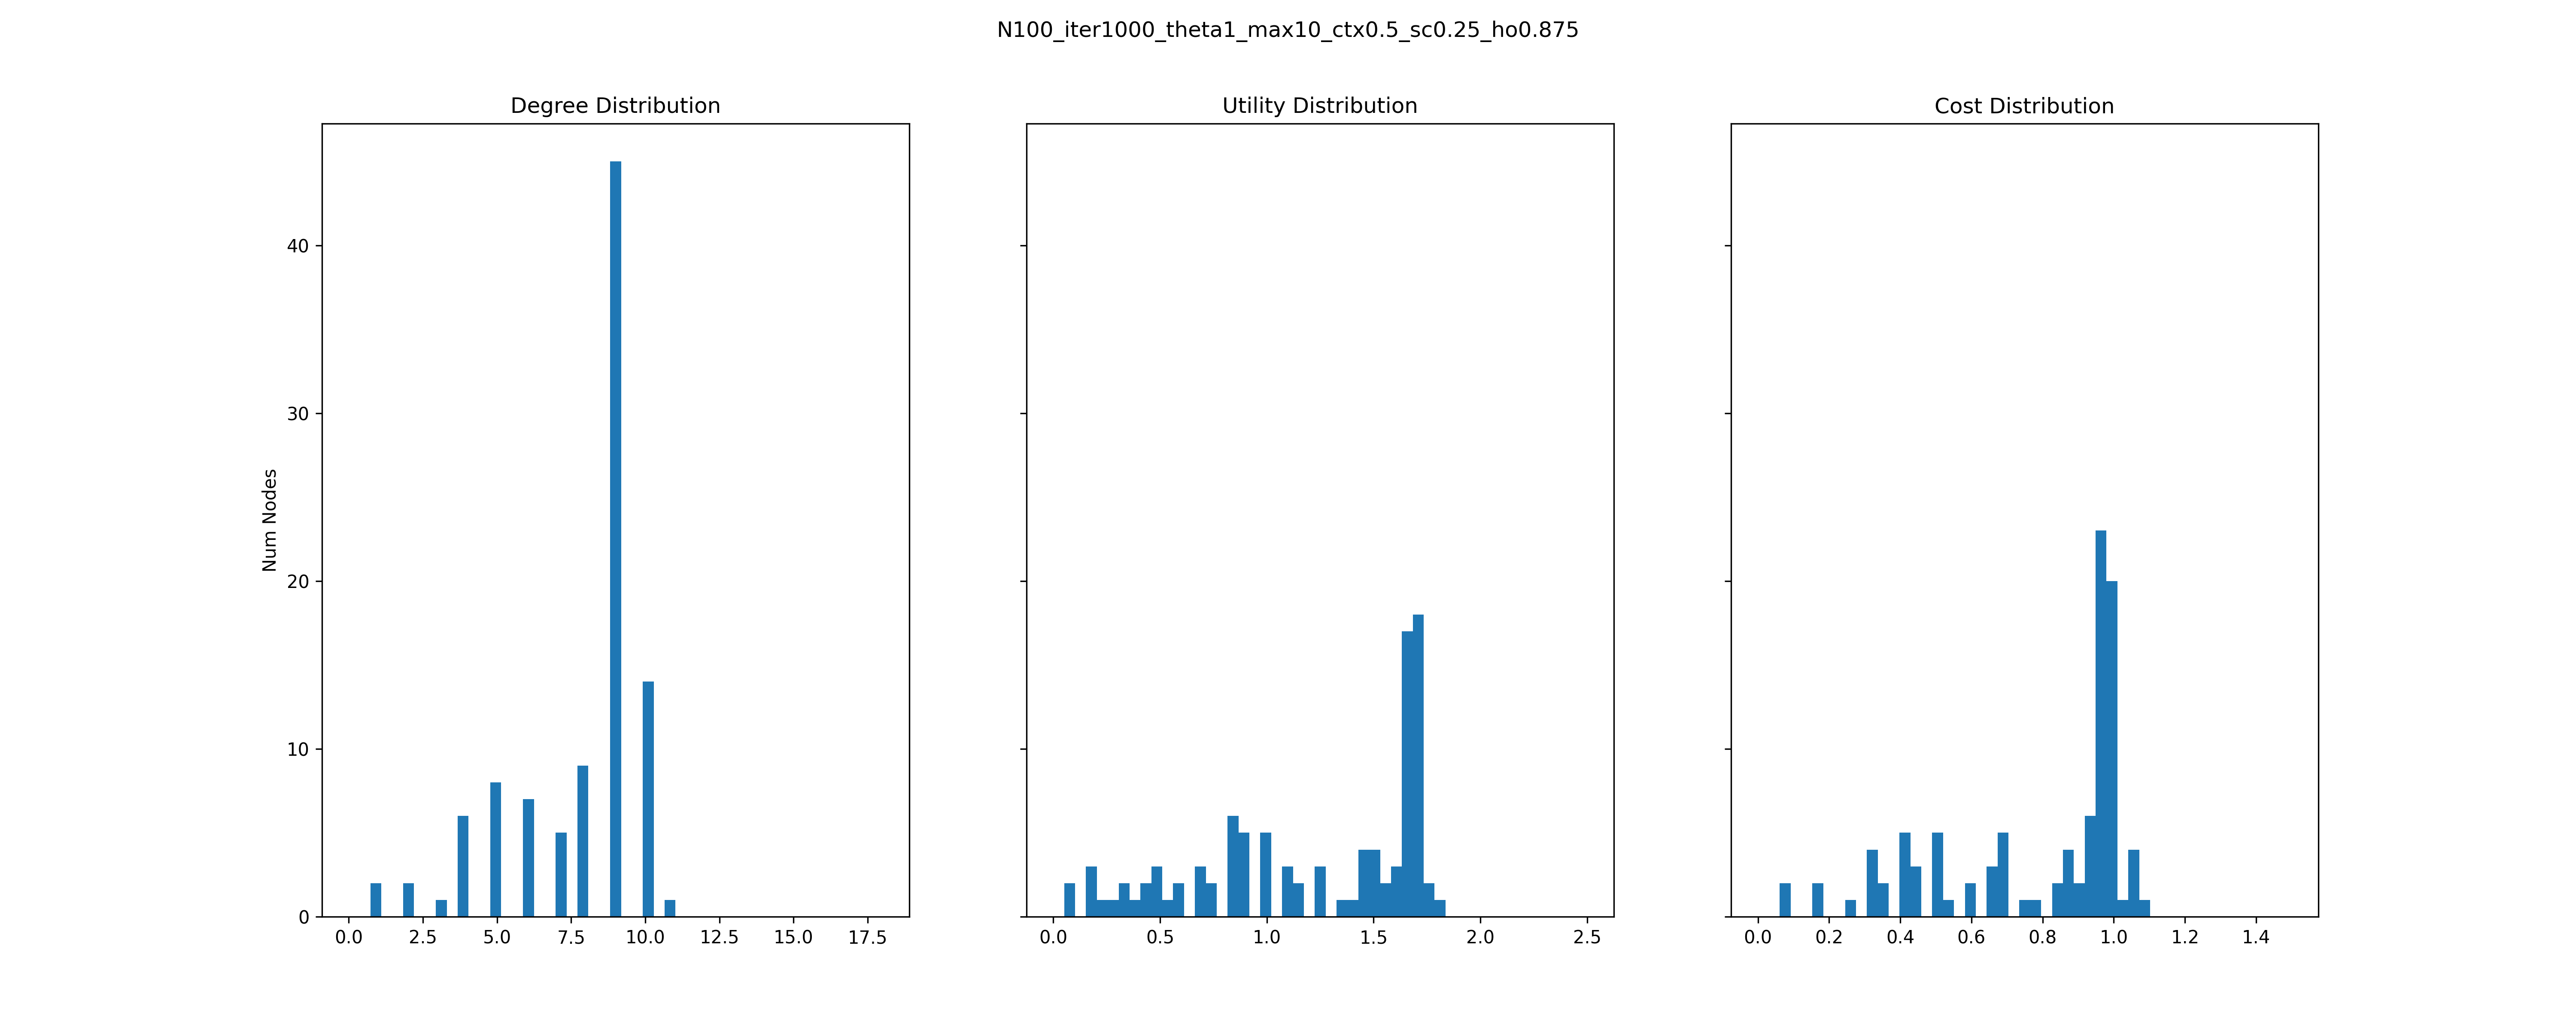 N100_iter1000_theta1_max10_ctx0.5_sc0.25_ho0.875
Degree Distribution
Num Nodes
40
30
20
10
0
0.0 2.5 5.0 7.5 10.0 12.5 15.0 17.5
Utility Distribution
0.0 0.5 1.0 1.5 2.0 2.5
Cost Distribution
0.0 0.2 0.4 0.6 0.8 1.0 1.2 1.4